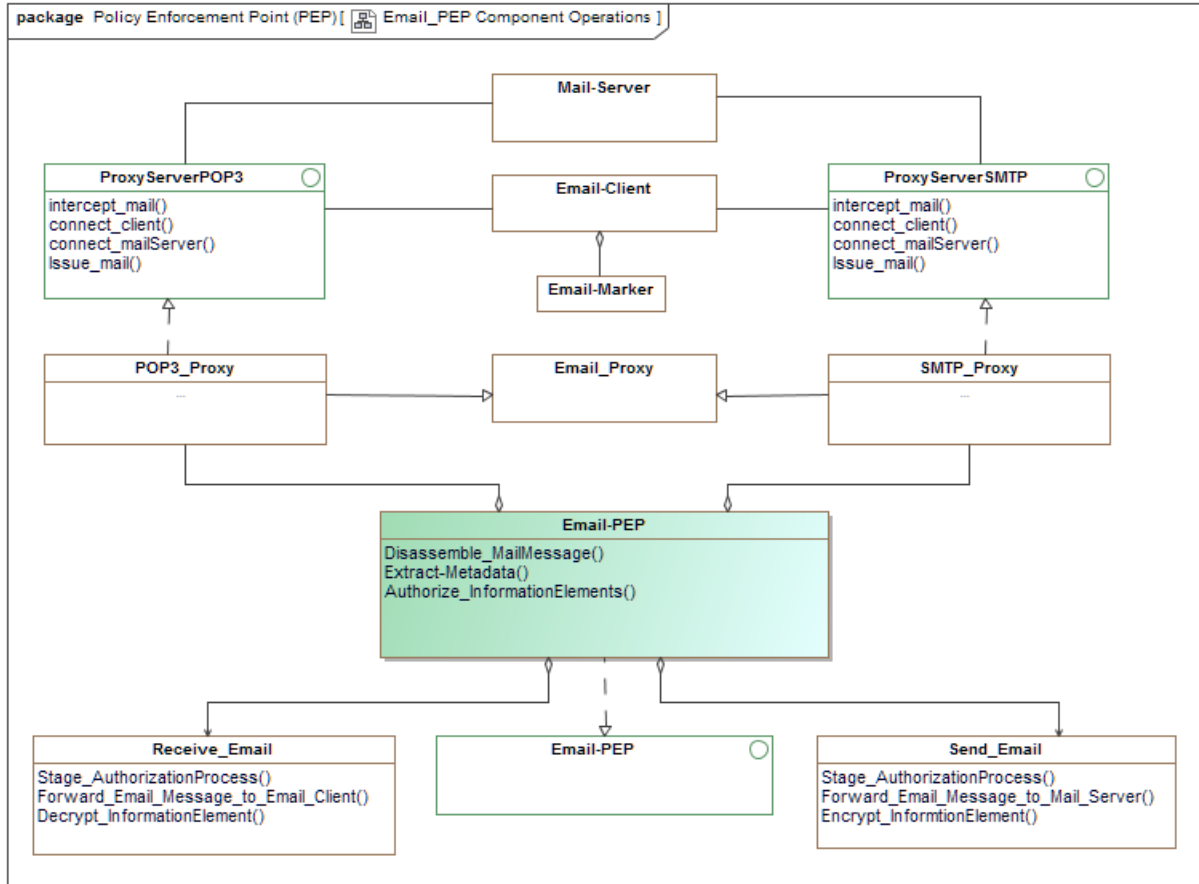 package Policy Enforcement Point (PEP) [ Email_PEP Component Operations ]
Mail-Server
ProxyServerPOP3
intercept_mail()
connect_client()
connect_mailServer()
Issue_mail()
Email-Client
ProxyServerSMTP
intercept_mail()
connect_client()
connect_mailServer()
Issue_mail()
Email-Marker
POP3_Proxy
...
Email_Proxy
SMTP_Proxy
...
Email-PEP
Disassemble_MailMessage()
Extract-Metadata()
Authorize_InformationElements()
Receive_Email
Stage_AuthorizationProcess()
Forward_Email_Message_to_Email_Client()
Decrypt_InformationElement()
Email-PEP
Send_Email
Stage_AuthorizationProcess()
Forward_Email_Message_to_Mail_Server()
Encrypt_InformtionElement()